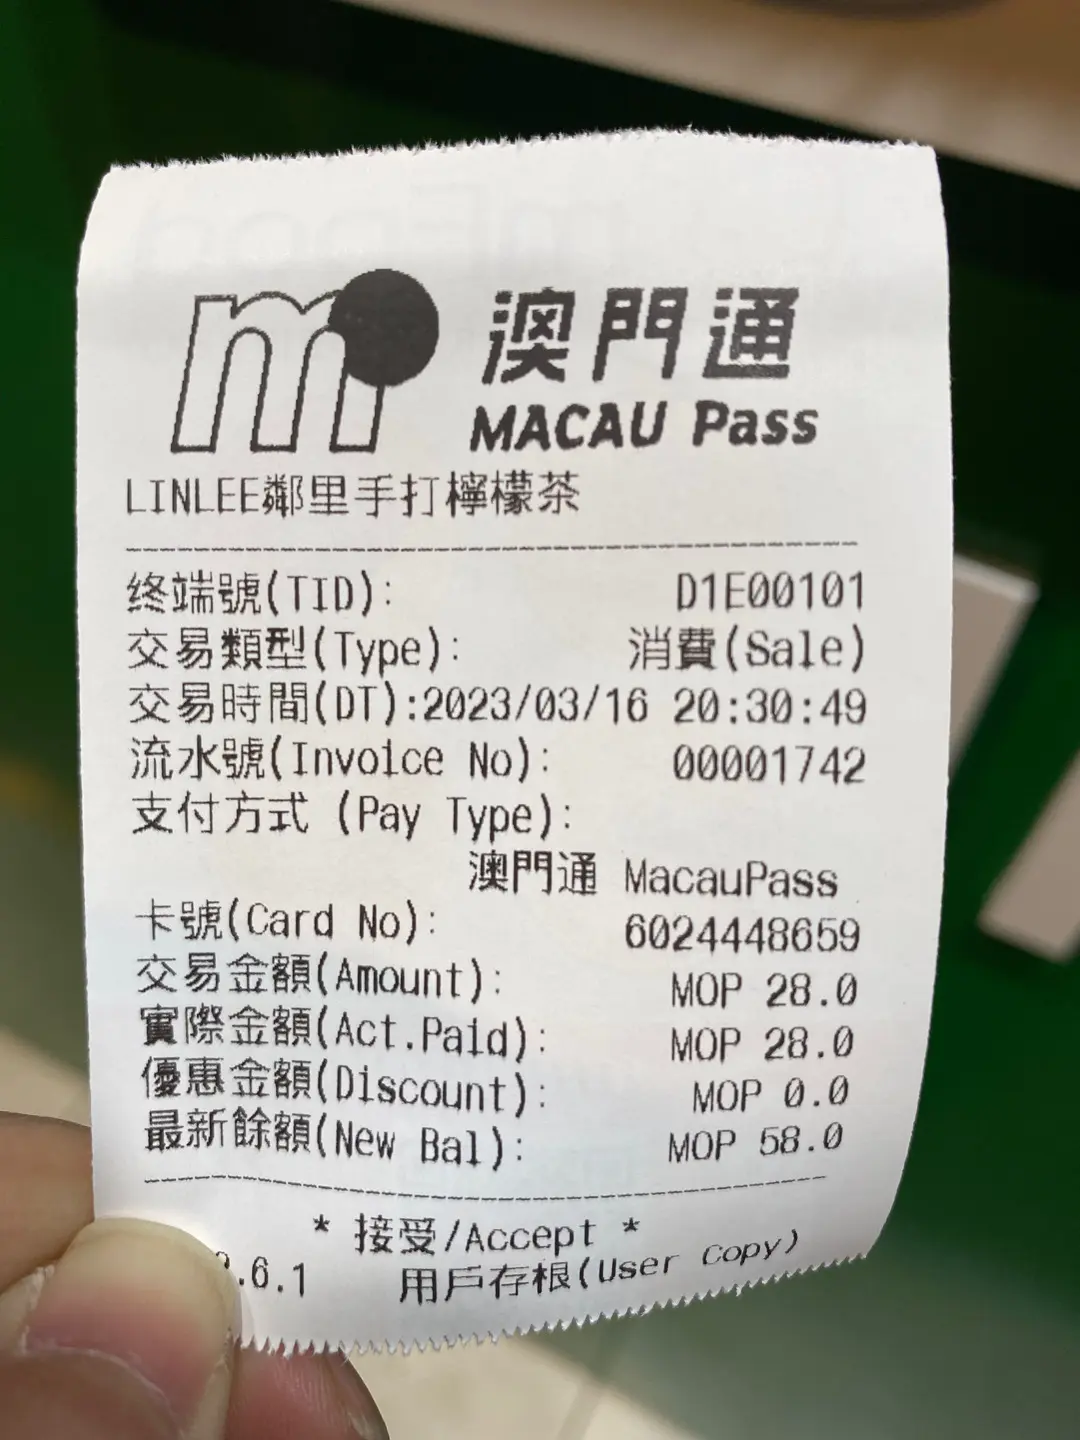 澳門通
MACAU Pass
LINLEE鄰里手打檸檬茶
终端號(TID): D1E00101
交易類型(Type): 消費(Sale)
交易時間(DT):2023/03/16 20:30:49
流水號(Invoice No): 00001742
支付方式 (Pay Type):
澳門通 MacauPass
卡號(Card No): 6024448659
交易金額(Amount): MOP 28.0
實際金額(Act.Paid): MOP 28.0
優惠金額(Discount): MOP 0.0
最新餘額(New Bal): MOP 58.0
* 接受/Accept *
.6.1 用戶存根(User Copy)